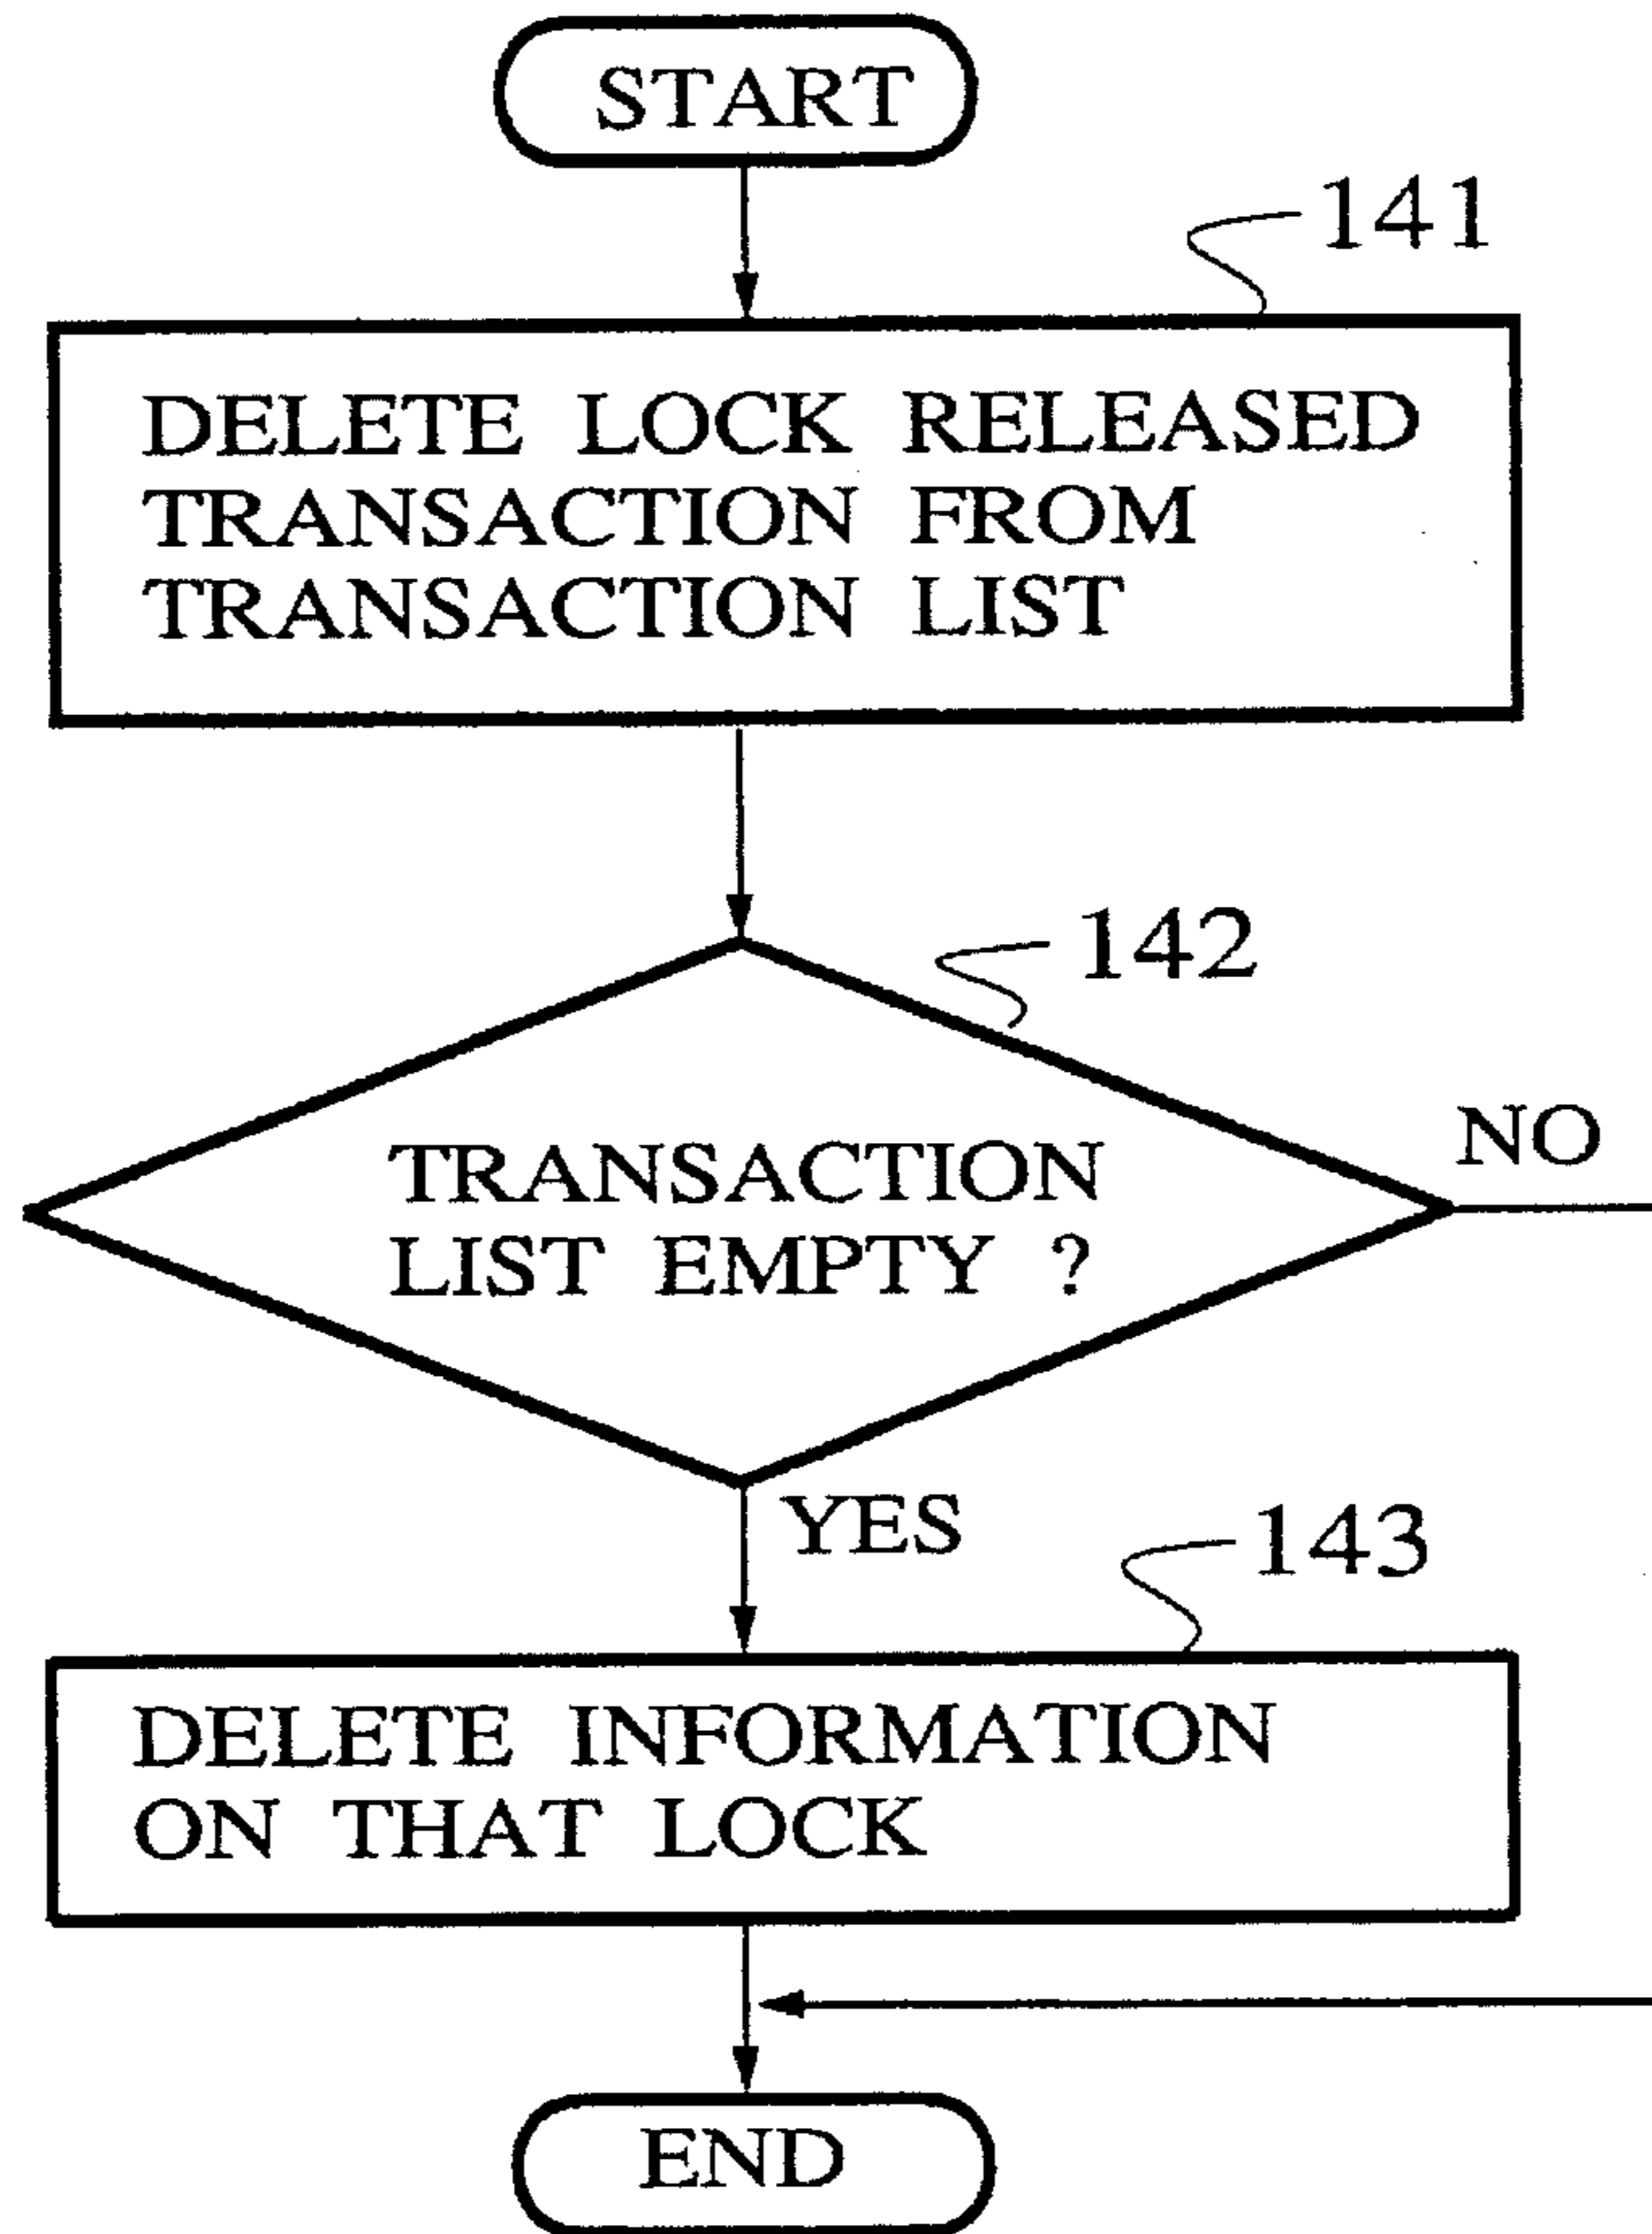 START
141
DELETE LOCK RELEASED
TRANSACTION FROM
TRANSACTION LIST
142
TRANSACTION
LIST EMPTY ?
NO
YES
143
DELETE INFORMATION
ON THAT LOCK
END